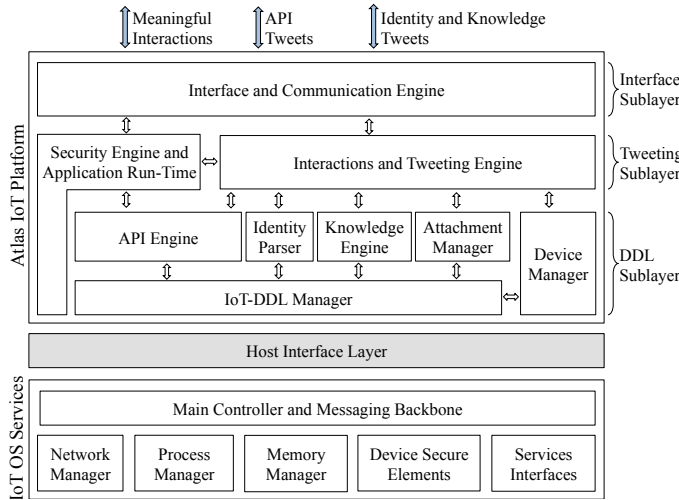 Meaningful
Interactions
API
Tweets
Identity and Knowledge
Tweets
Atlas IoT Platform
Interface and Communication Engine
Interface
Sublayer
Security Engine and
Application Run-Time
Interactions and Tweeting Engine
Tweeting
Sublayer
API Engine
Identity
Parser
Knowledge
Engine
Attachment
Manager
Device
Manager
DDL
Sublayer
IoT-DDL Manager
Host Interface Layer
IoT OS Services
Main Controller and Messaging Backbone
Network
Manager
Process
Manager
Memory
Manager
Device Secure
Elements
Services
Interfaces